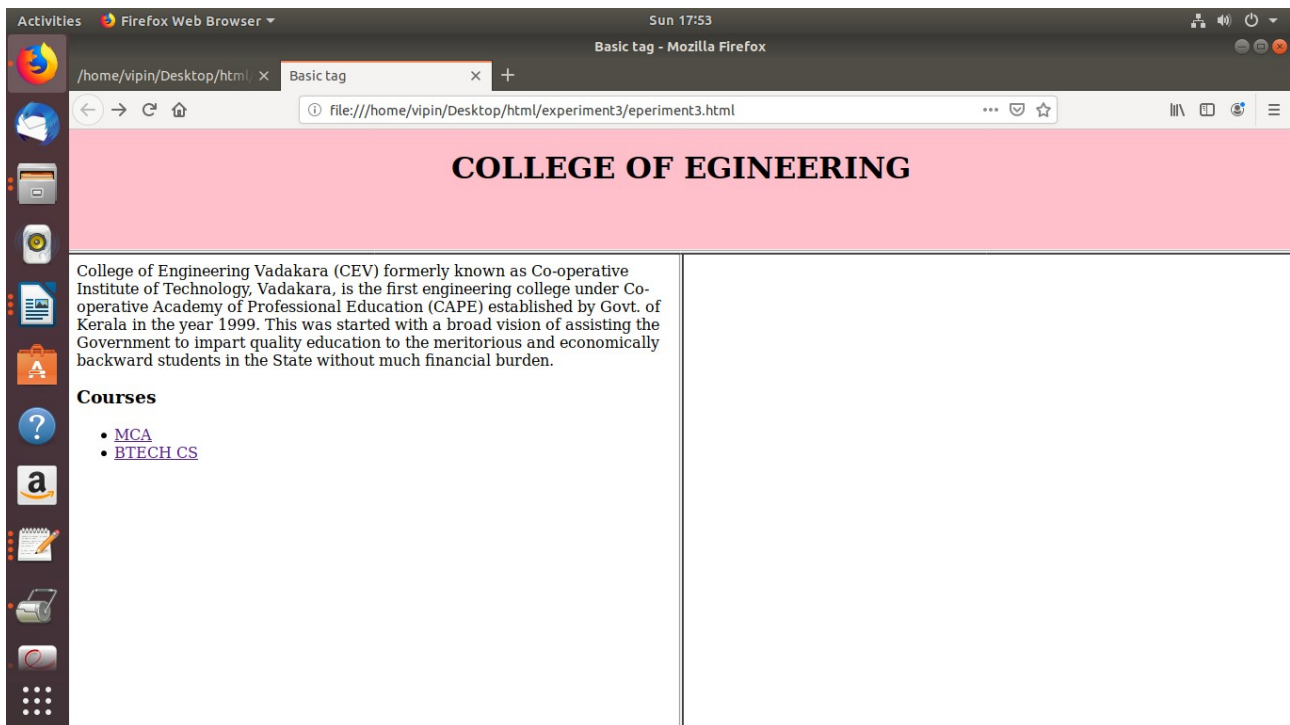 Activities Firefox Web Browser Sun 17:53
Basic tag - Mozilla Firefox
/home/vipin/Desktop/html/ Basic tag
file:///home/vipin/Desktop/html/experiment3/eperiment3.html
COLLEGE OF EGINEERING
College of Engineering Vadakara (CEV) formerly known as Co-operative
Institute of Technology, Vadakara, is the first engineering college under Co-
operative Academy of Professional Education (CAPE) established by Govt. of
Kerala in the year 1999. This was started with a broad vision of assisting the
Government to impart quality education to the meritorious and economically
backward students in the State without much financial burden.
Courses
MCA
BTECH CS